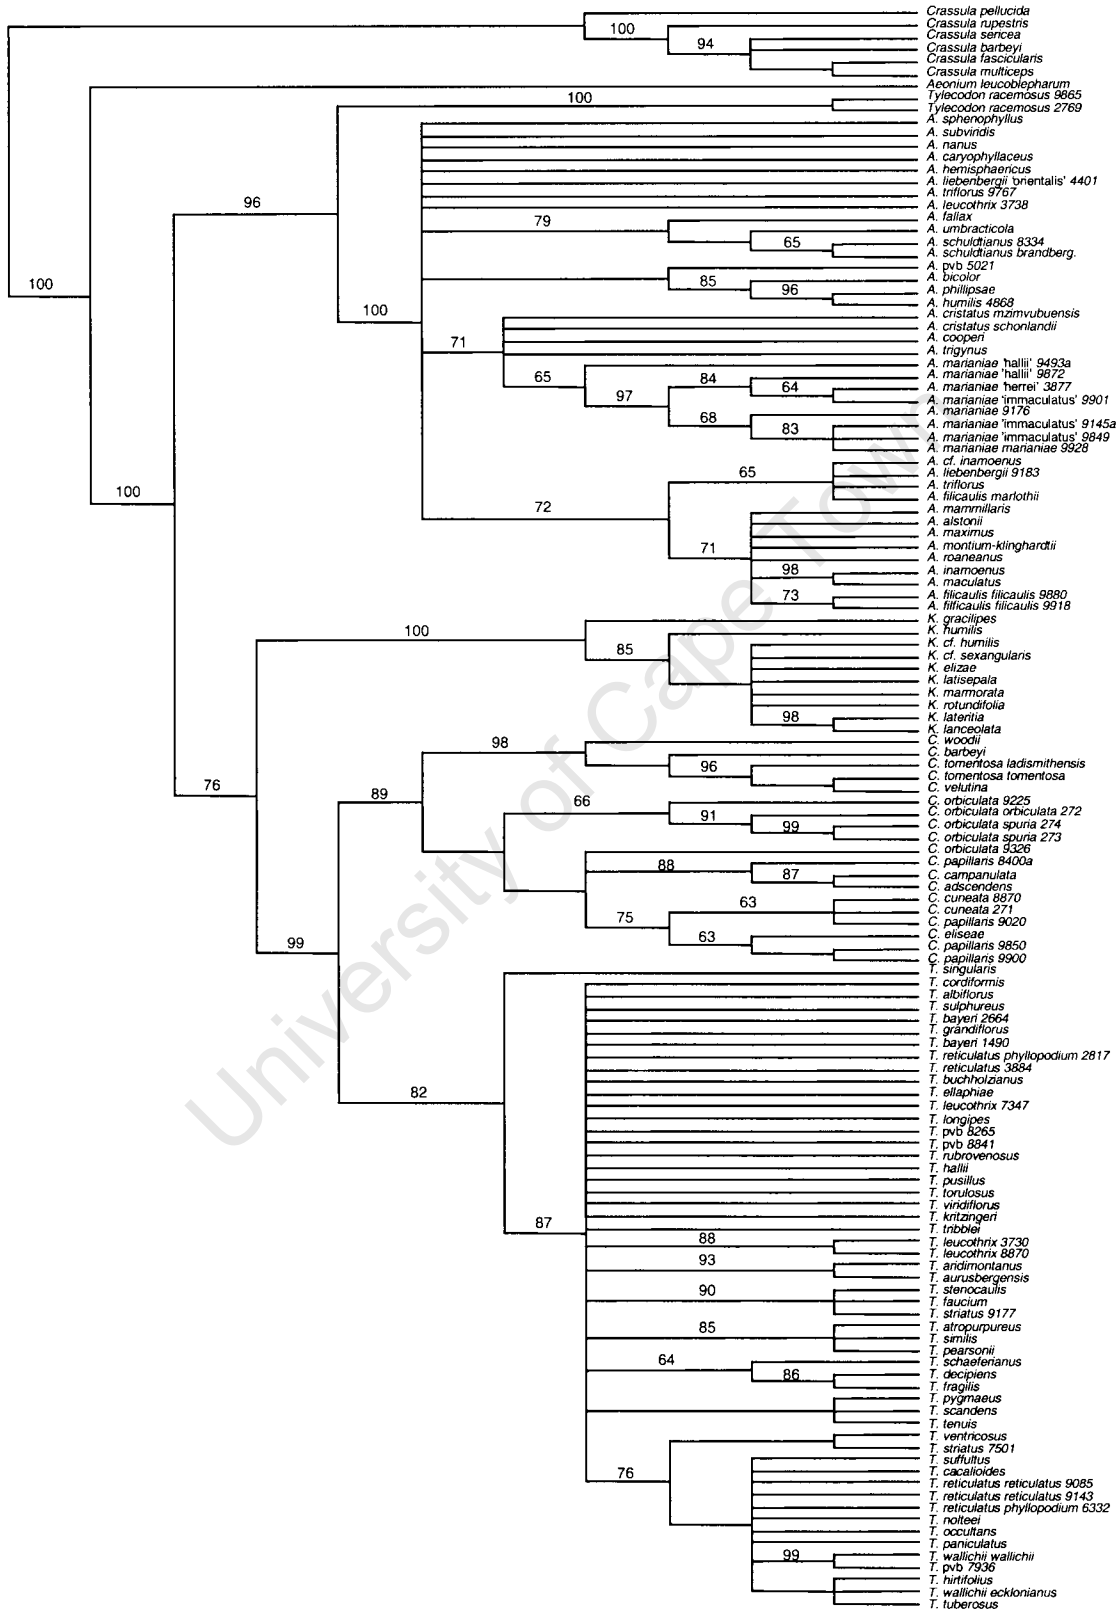 Crassula pellucida
Crassula rupestris
100
Crassula sericea
94
Crassula barbeyi
Crassula fascicularis
Crassula multiceps
Aeonium leucoblepharum
100
Tylecodon racemosus 9865
Tylecodon racemosus 2769
A. sphenophyllus
A. subviridis
A. nanus
A. caryophyllaceus
A. hemisphaericus
A. liebenbergii 'orientalis' 4401
A. triflorus 9767
96
A. leucothrix 3738
79
A. fallax
A. umbracticola
65
A. schuldtianus 8334
A. schuldtianus brandberg.
A. pvb 5021
100
85
A. bicolor
96
A. phillipsae
A. humilis 4868
100
A. cristatus mzimvubuensis
A. cristatus schonlandii
71
A. cooperi
A. trigynus
A. marianiae 'hallii' 9493a
65
84
A. marianiae 'hallii' 9872
64
A. marianiae 'herrei' 3877
97
A. marianiae 'immaculatus' 9901
A. marianiae 9176
68
A. marianiae 'immaculatus' 9145a
83
A. marianiae 'immaculatus' 9849
A. marianiae marianiae 9928
A. cf. inamoenus
65
A. liebenbergii 9183
A. triflorus
100
A. filicaulis marlothii
72
A. mammillaris
A. alstonii
A. maximus
71
A. montium-klinghardtii
A. roaneanus
98
A. inamoenus
A. maculatus
73
A. filicaulis filicaulis 9880
A. filficaulis filicaulis 9918
K. gracilipes
100
K. humilis
85
K. cf. humilis
K. cf. sexangularis
K. elizae
K. latisepala
K. marmorata
K. rotundifolia
98
K. lateritia
K. lanceolata
98
C. woodii
C. barbeyi
96
C. tomentosa ladismithensis
C. tomentosa tomentosa
76
C. velutina
89
66
C. orbiculata 9225
91
C. orbiculata orbiculata 272
99
C. orbiculata spuria 274
C. orbiculata spuria 273
C. orbiculata 9326
88
C. papillaris 8400a
87
C. campanulata
C. adscendens
63
C. cuneata 8870
C. cuneata 271
75
C. papillaris 9020
63
C. eliseae
C. papillaris 9850
99
C. papillaris 9900
T. singularis
T. cordiformis
T. albiflorus
T. sulphureus
T. bayeri 2664
T. grandiflorus
T. bayeri 1490
T. reticulatus phyllopodium 2817
T. reticulatus 3884
T. buchholzianus
82
T. ellaphiae
T. leucothrix 7347
T. longipes
T. pvb 8265
T. pvb 8841
T. rubrovenosus
T. hallii
T. pusillus
T. torulosus
T. viridiflorus
T. kritzingeri
87
T. tribblei
88
T. leucothrix 3730
T. leucothrix 8870
93
T. aridimontanus
T. aurusbergensis
90
T. stenocaulis
T. faucium
T. striatus 9177
85
T. atropurpureus
T. similis
T. pearsonii
64
T. schaeferianus
86
T. decipiens
T. fragilis
T. pygmaeus
T. scandens
T. tenuis
T. ventricosus
T. striatus 7501
76
T. suffultus
T. cacalioides
T. reticulatus reticulatus 9085
T. reticulatus reticulatus 9143
T. reticulatus phyllopodium 6332
T. nolteei
T. occultans
T. paniculatus
99
T. wallichii wallichii
T. pvb 7936
T. hirtifolius
T. wallichii ecklonianus
T. tuberosus
University of Cape Town